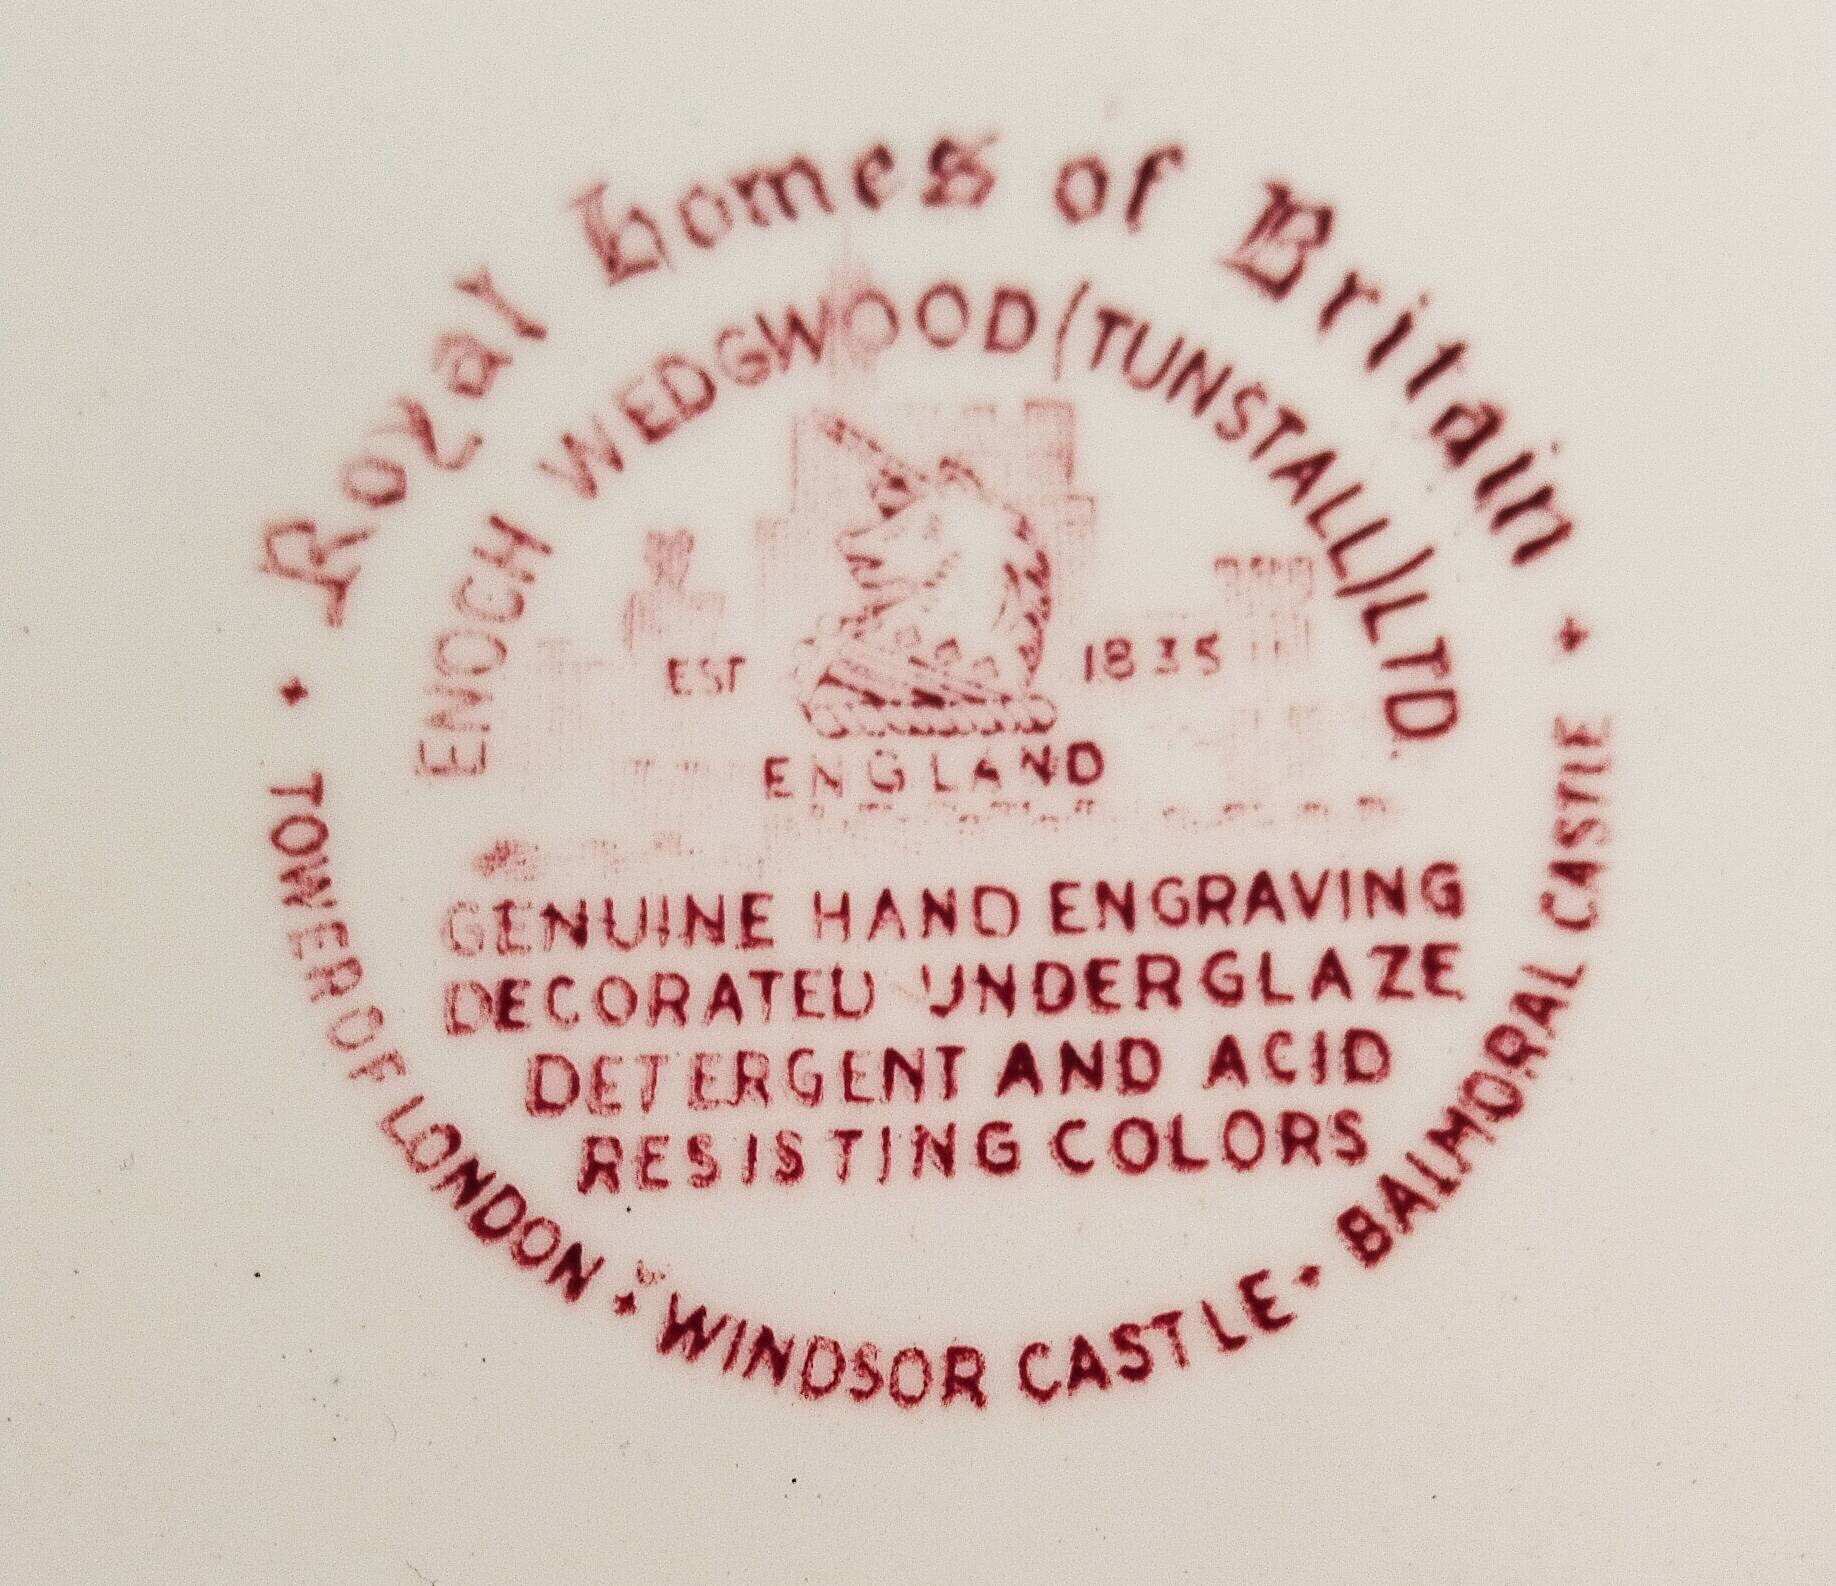 Royal homes of Britain
ENOCH WEDGWOOD (TUNSTALL) LTD
EST 1835
ENGLAND
GENUINE HAND ENGRAVING
DECORATED UNDERGLAZE
DETERGENT AND ACID
RESISTING COLORS
TOWER OF LONDON · WINDSOR CASTLE · BALMORAL CASTLE